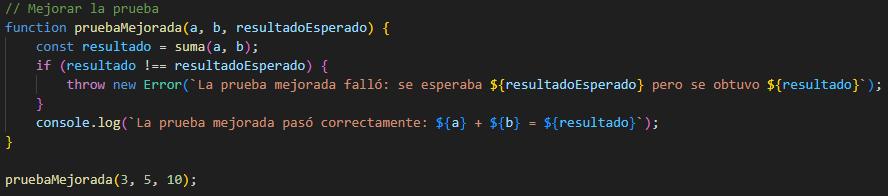 // Mejorar la prueba
function pruebaMejorada(a, b, resultadoEsperado) {
    const resultado = suma(a, b);
    if (resultado !== resultadoEsperado) {
        throw new Error(`La prueba mejorada falló: se esperaba ${resultadoEsperado} pero se obtuvo ${resultado}`);
    }
    console.log(`La prueba mejorada pasó correctamente: ${a} + ${b} = ${resultado}`);
}

pruebaMejorada(3, 5, 10);